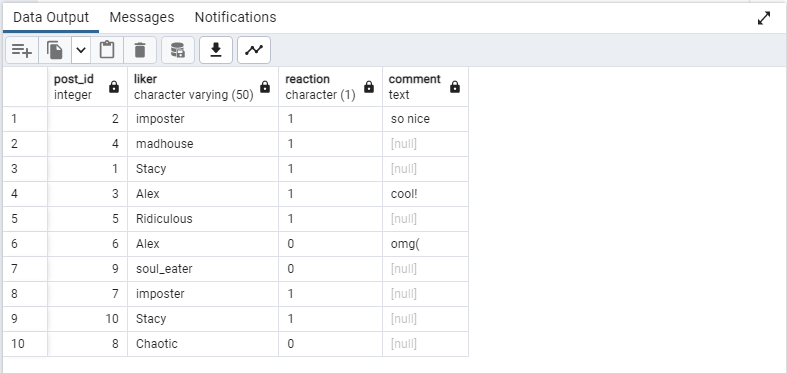 Data Output Messages Notifications
post_id liker reaction comment
integer character varying (50) character (1) text
1 2 imposter 1 so nice
2 4 madhouse 1 [null]
3 1 Stacy 1 [null]
4 3 Alex 1 cool!
5 5 Ridiculous 1 [null]
6 6 Alex 0 omg(
7 9 soul_eater 0 [null]
8 7 imposter 1 [null]
9 10 Stacy 1 [null]
10 8 Chaotic 0 [null]